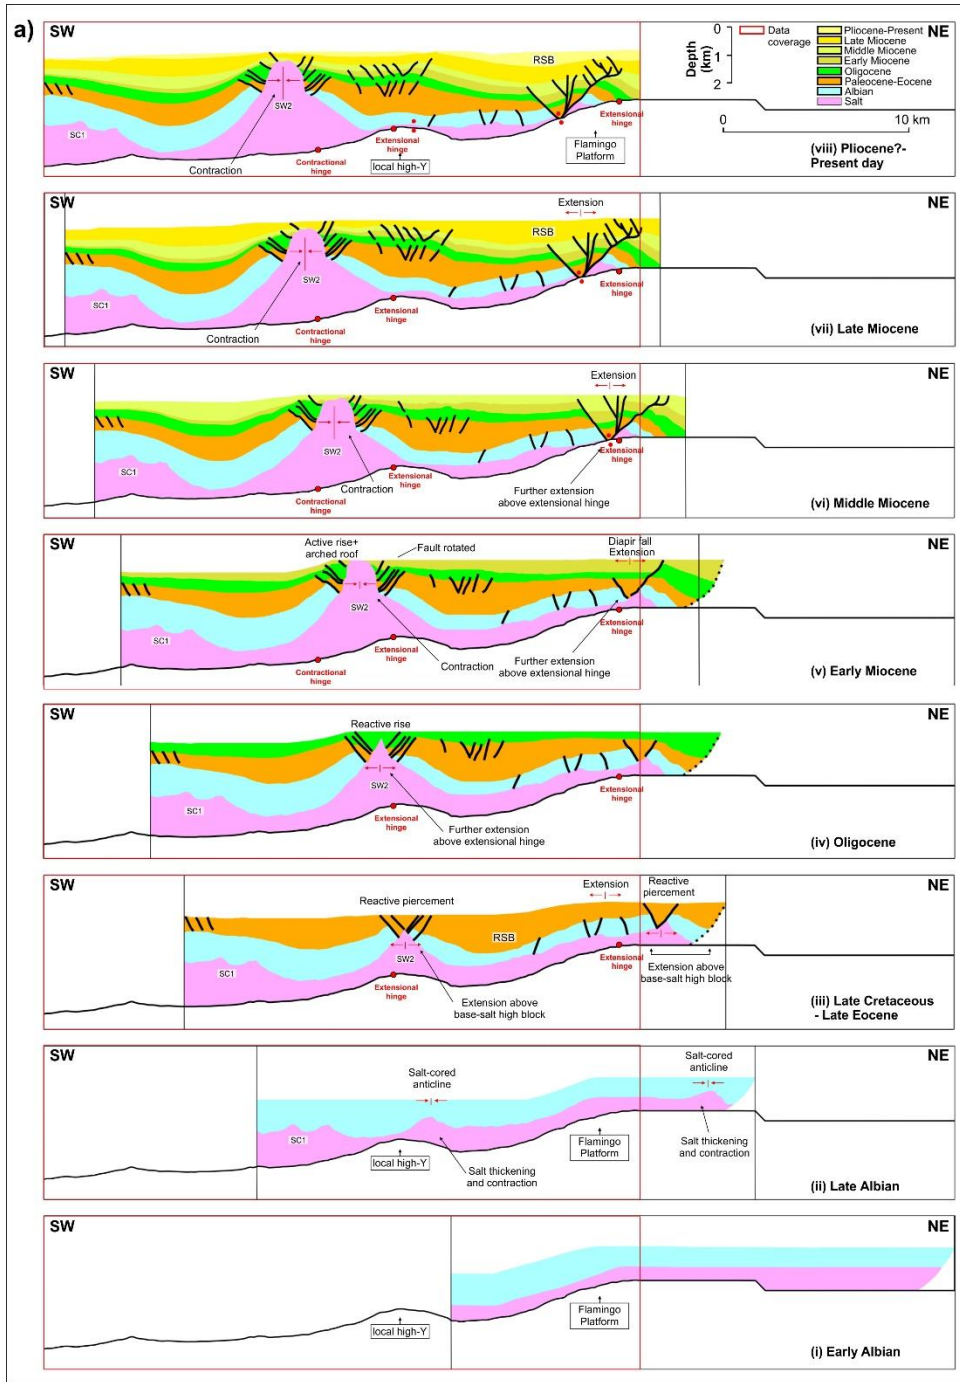 a)
SW
NE
RSB
SW2
SC1
Contraction
Contractional
hinge
Extensional
hinge
local high-Y
Flamingo
Platform
Extensional
hinge
Data
coverage
Depth
(km)
0
1
2
Pliocene-Present
Late Miocene
Middle Miocene
Early Miocene
Oligocene
Paleocene-Eocene
Albian
Salt
0
10 km
(viii) Pliocene?-
Present day
SW
NE
Extension
RSB
SW2
SC1
Contraction
Contractional
hinge
Extensional
hinge
Extensional
hinge
(vii) Late Miocene
SW
NE
Extension
SW2
SC1
Contraction
Contractional
hinge
Extensional
hinge
Extensional
hinge
Further extension
above extensional hinge
(vi) Middle Miocene
SW
NE
Active rise+
arched roof
Fault rotated
Diapir fall
Extension
SW2
SC1
Contraction
Contractional
hinge
Extensional
hinge
Extensional
hinge
Further extension
above extensional hinge
(v) Early Miocene
SW
NE
Reactive rise
SW2
SC1
Extensional
hinge
Extensional
hinge
Further extension
above extensional hinge
(iv) Oligocene
SW
NE
Reactive piercement
Extension
Reactive
piercement
RSB
SW2
SC1
Extensional
hinge
Extensional
hinge
Extension above
base-salt high block
Extension above
base-salt high block
(iii) Late Cretaceous
- Late Eocene
SW
NE
Salt-cored
anticline
Salt-cored
anticline
SC1
local high-Y
Salt thickening
and contraction
Flamingo
Platform
Salt thickening
and contraction
(ii) Late Albian
SW
NE
local high-Y
Flamingo
Platform
(i) Early Albian